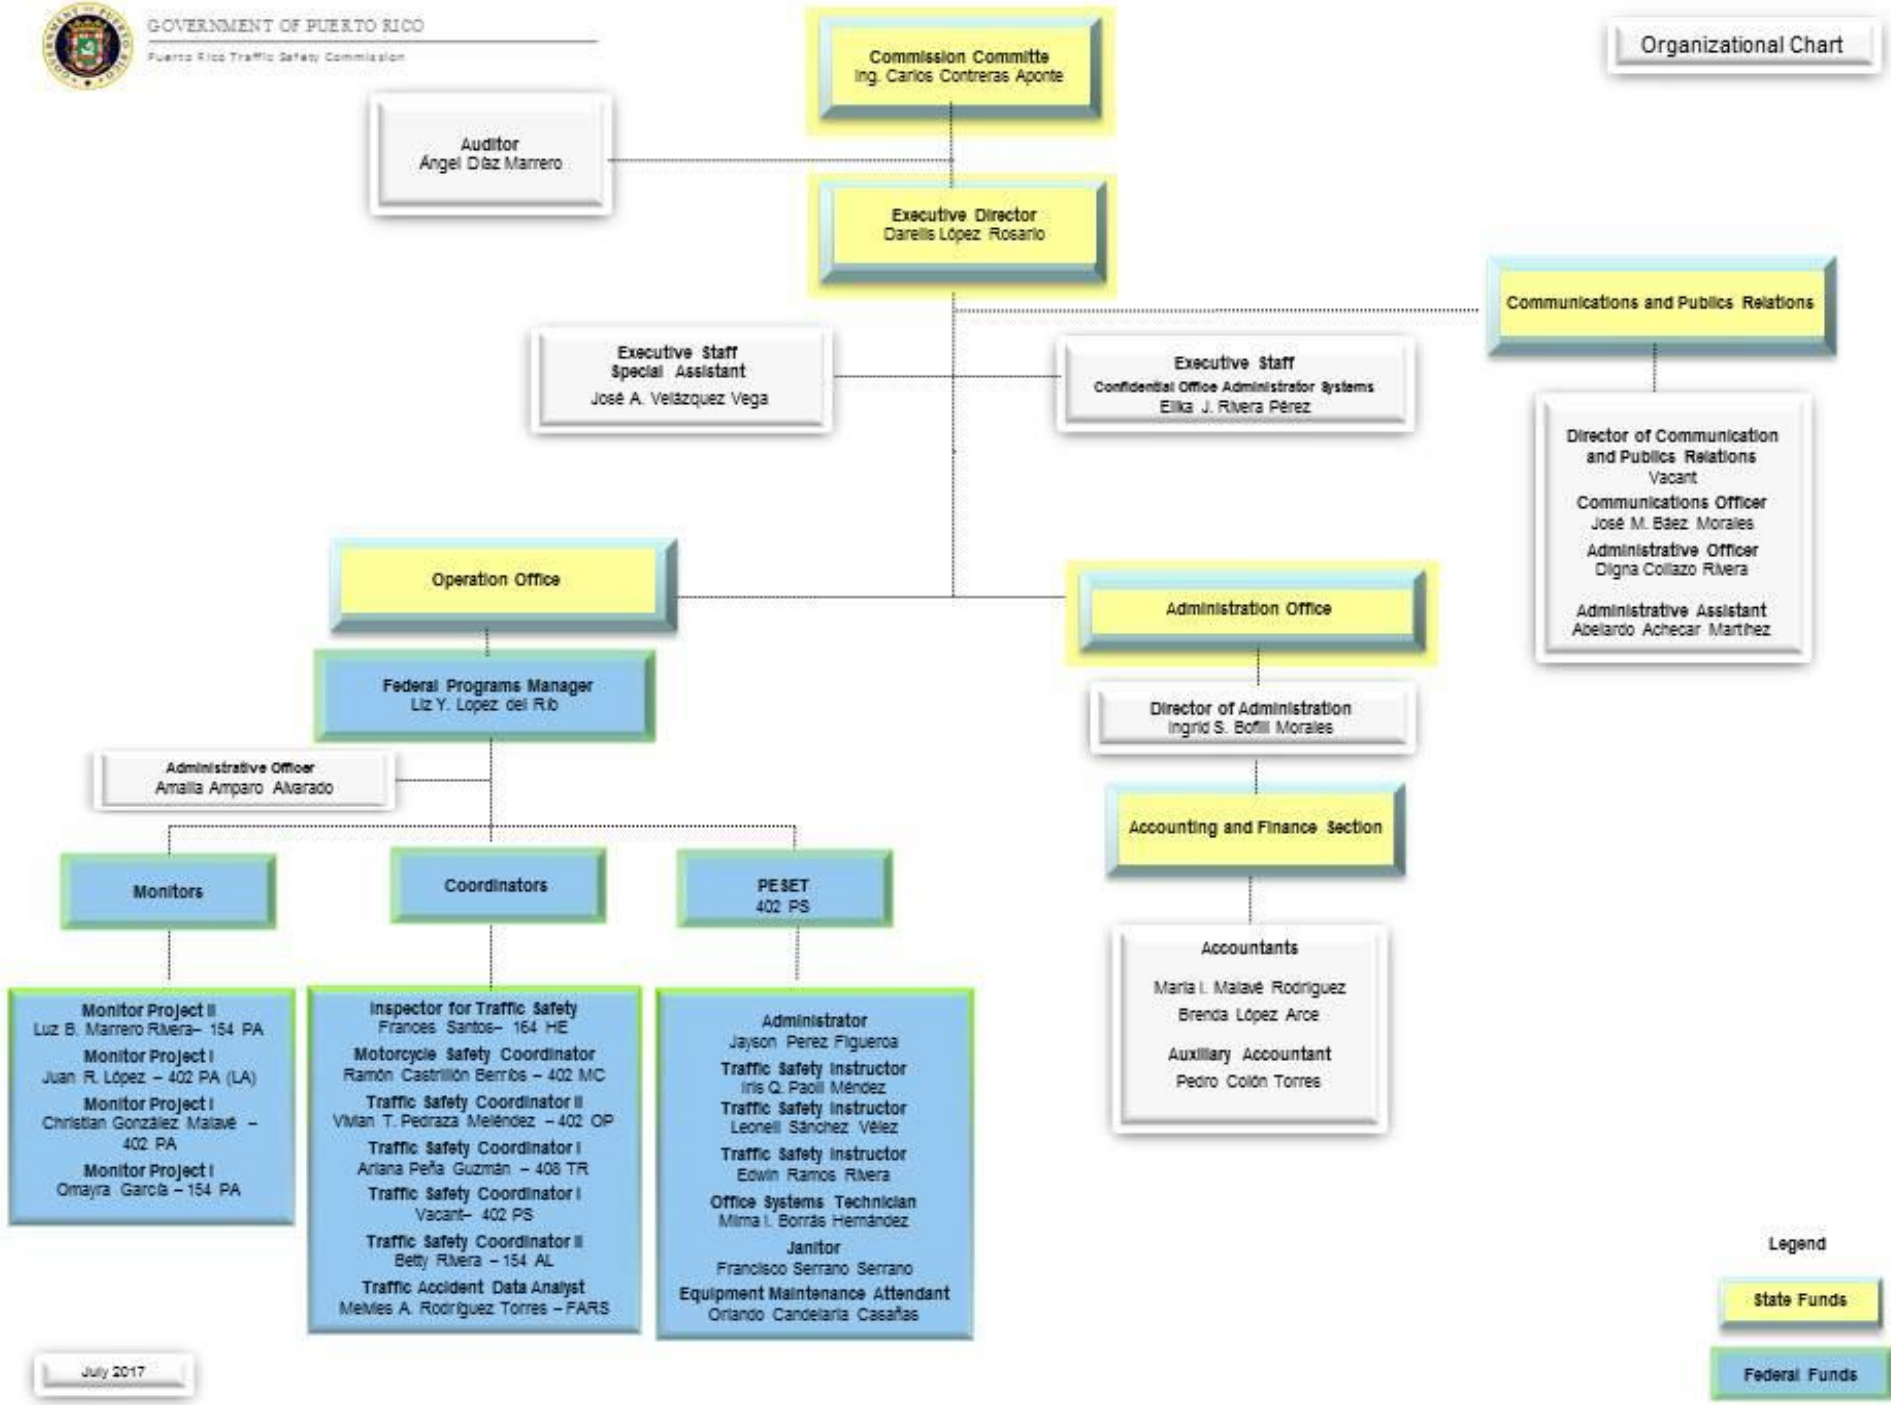 GOVERNMENT OF PUERTO RICO
Puerto Rico Traffic Safety Commission
Organizational Chart
Commission Committe
Ing. Carlos Contreras Aponte
Auditor
Ángel Díaz Marrero
Executive Director
Darelis López Rosario
Communications and Publics Relations
Executive Staff
Special Assistant
José A. Velázquez Vega
Executive Staff
Confidential Office Administrator Systems
Elika J. Rivera Pérez
Director of Communication
and Publics Relations
Vacant
Communications Officer
José M. Báez Morales
Administrative Officer
Digna Collazo Rivera
Administrative Assistant
Abelardo Achecar Martínez
Operation Office
Administration Office
Federal Programs Manager
Liz Y. Lopez del Río
Director of Administration
Ingrid S. Bofill Morales
Administrative Officer
Amalia Amparo Alvarado
Accounting and Finance Section
Monitors
Coordinators
PESET
402 PS
Accountants
María I. Malavé Rodríguez
Brenda López Arce
Auxiliary Accountant
Pedro Colón Torres
Monitor Project II
Luz B. Marrero Rivera– 154 PA
Monitor Project I
Juan R. López – 402 PA (LA)
Monitor Project I
Christian González Malavé –
402 PA
Monitor Project I
Omayra García – 154 PA
Inspector for Traffic Safety
Frances Santos– 164 HE
Motorcycle Safety Coordinator
Ramón Castrillón Berríos – 402 MC
Traffic Safety Coordinator II
Vivian T. Pedraza Meléndez – 402 OP
Traffic Safety Coordinator I
Ariana Peña Guzmán – 408 TR
Traffic Safety Coordinator I
Vacant– 402 PS
Traffic Safety Coordinator II
Betty Rivera – 154 AL
Traffic Accident Data Analyst
Melvies A. Rodríguez Torres – FARS
Administrator
Jayson Perez Figueroa
Traffic Safety Instructor
Iris Q. Paoli Méndez
Traffic Safety Instructor
Leonell Sánchez Vélez
Traffic Safety Instructor
Edwin Ramos Rivera
Office Systems Technician
Mirna I. Borrás Hernández
Janitor
Francisco Serrano Serrano
Equipment Maintenance Attendant
Orlando Candelaria Casañas
Legend
State Funds
Federal Funds
July 2017